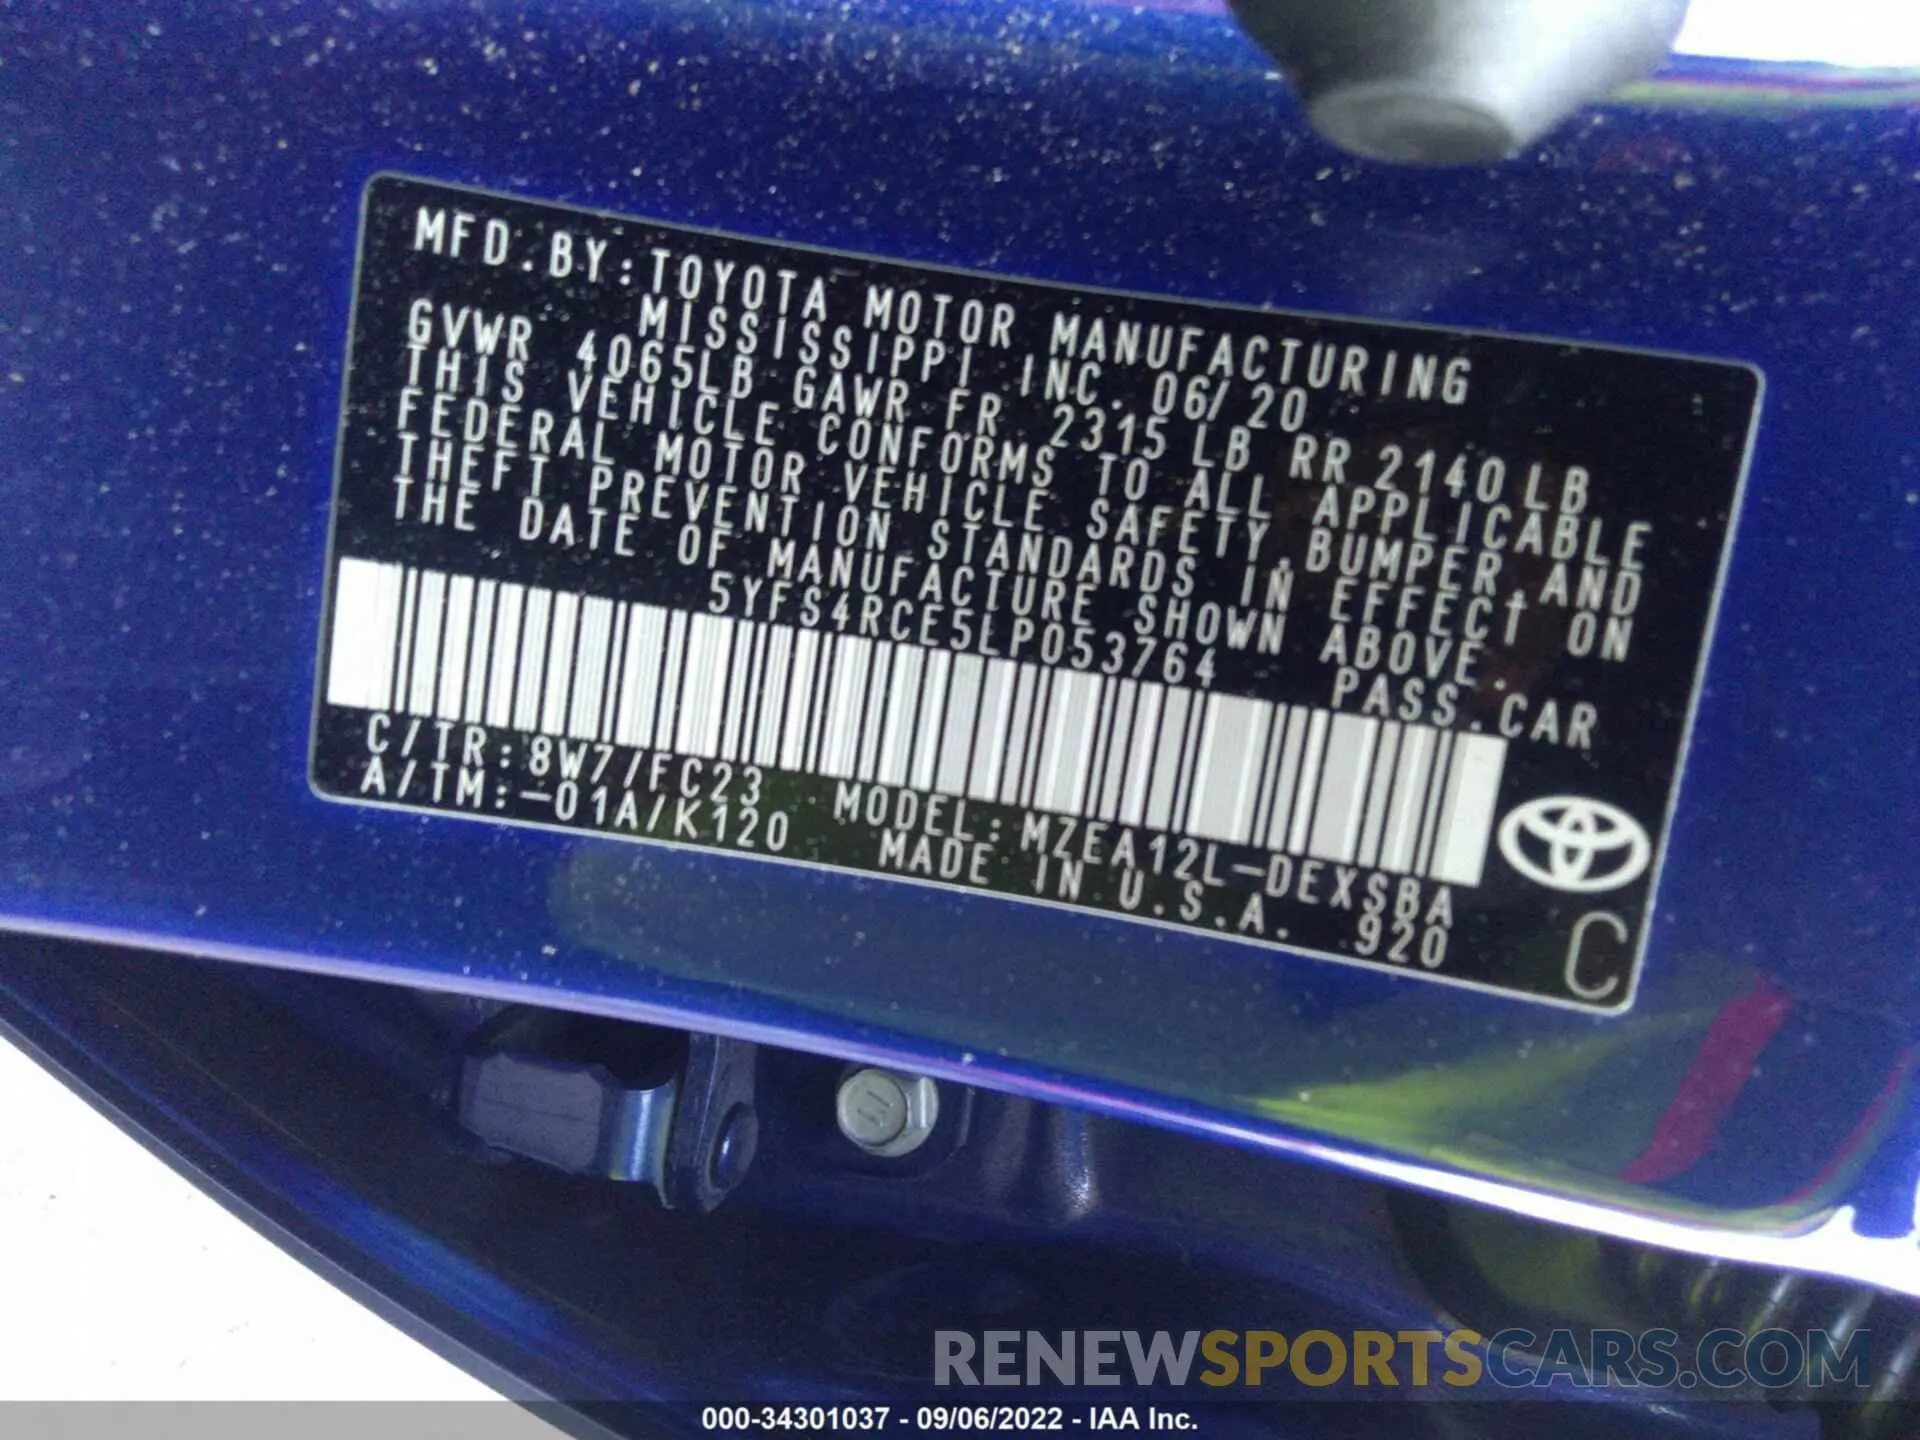 MFD.BY:TOYOTA MOTOR MANUFACTURING
MISSISSIPPI INC. 06/20
GVWR 4065LB GAWR FR 2315LB RR 2140LB
THIS VEHICLE CONFORMS TO ALL APPLICABLE
FEDERAL MOTOR VEHICLE SAFETY,BUMPER,AND
THEFT PREVENTION STANDARDS IN EFFECT ON
THE DATE OF MANUFACTURE SHOWN ABOVE.
5YFS4RCE5LP053764 PASS.CAR
C/TR:8W7/FC23 MODEL:MZEA12L-DEXSBA
A/TM:-01A/K120 MADE IN U.S.A. 920
C
RENEWSPORTSCARS.COM
000-34301037 - 09/06/2022 - IAA Inc.